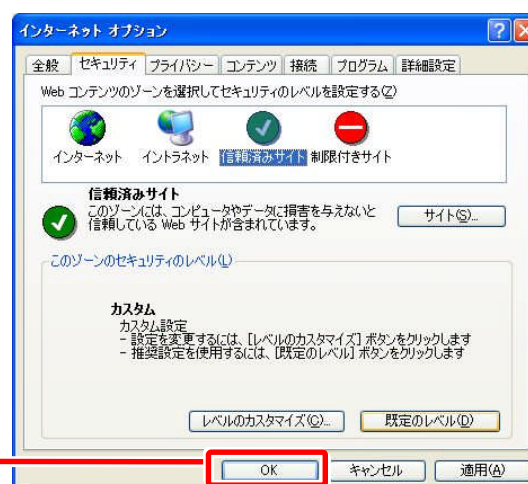 インターネット オプション
全般 セキュリティ プライバシー コンテンツ 接続 プログラム 詳細設定
Web コンテンツのゾーンを選択してセキュリティのレベルを設定する(Z)
インターネット イントラネット 信頼済みサイト 制限付きサイト
信頼済みサイト
このゾーンには、コンピュータやデータに損害を与えないと
信頼している Web サイトが含まれています。
サイト(S)...
このゾーンのセキュリティのレベル(L)
カスタム
カスタム設定
- 設定を変更するには、[レベルのカスタマイズ] ボタンをクリックします
- 推奨設定を使用するには、[既定のレベル] ボタンをクリックします
レベルのカスタマイズ(C)... 既定のレベル(D)
OK キャンセル 適用(A)